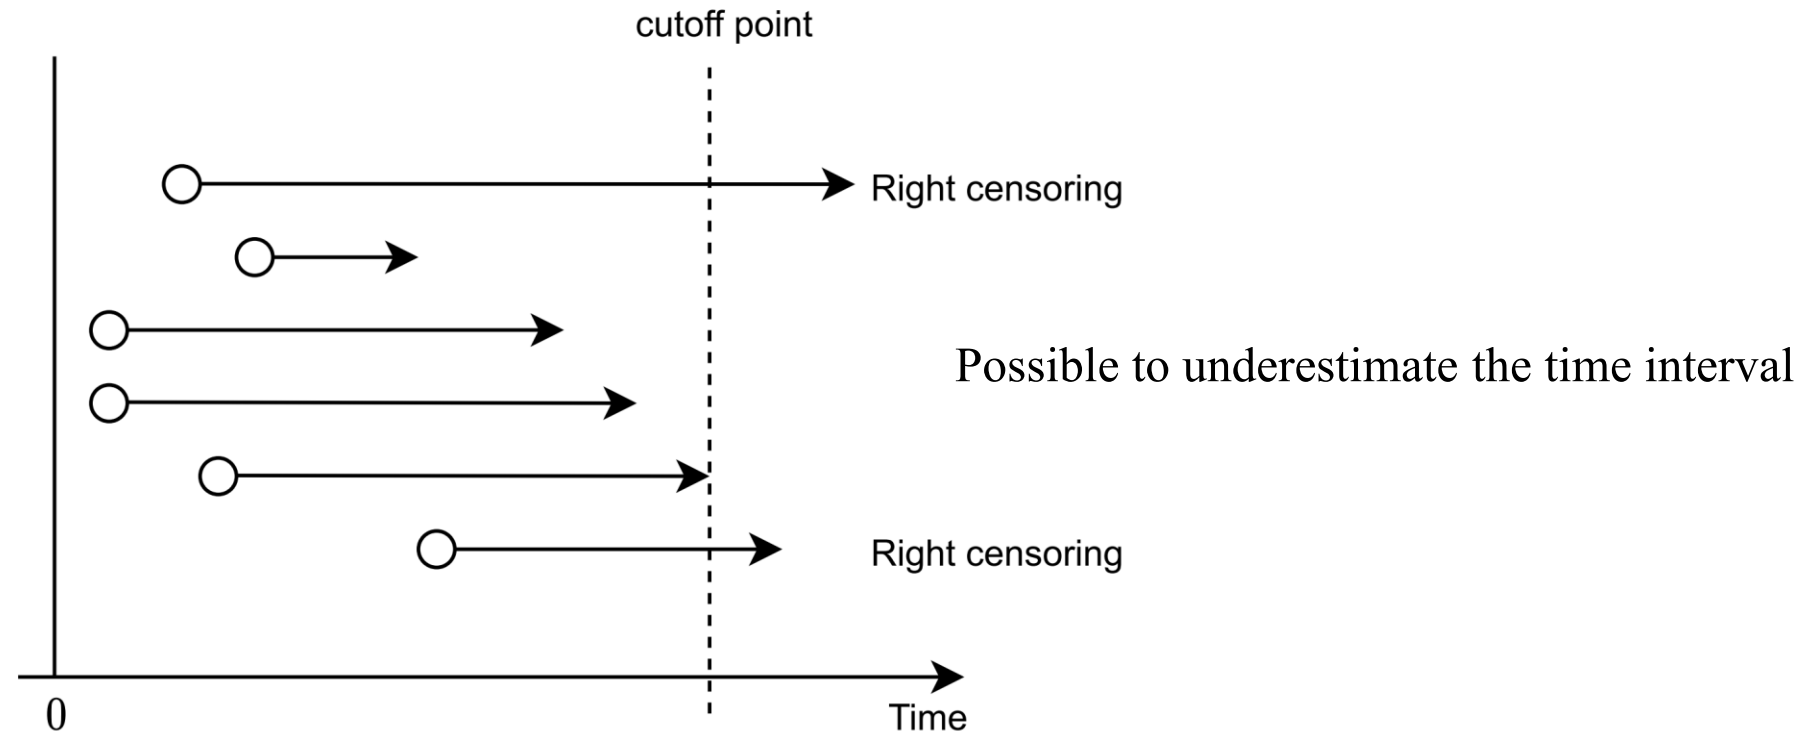 cutoff point
Right censoring
Possible to underestimate the time interval
Right censoring
0
Time